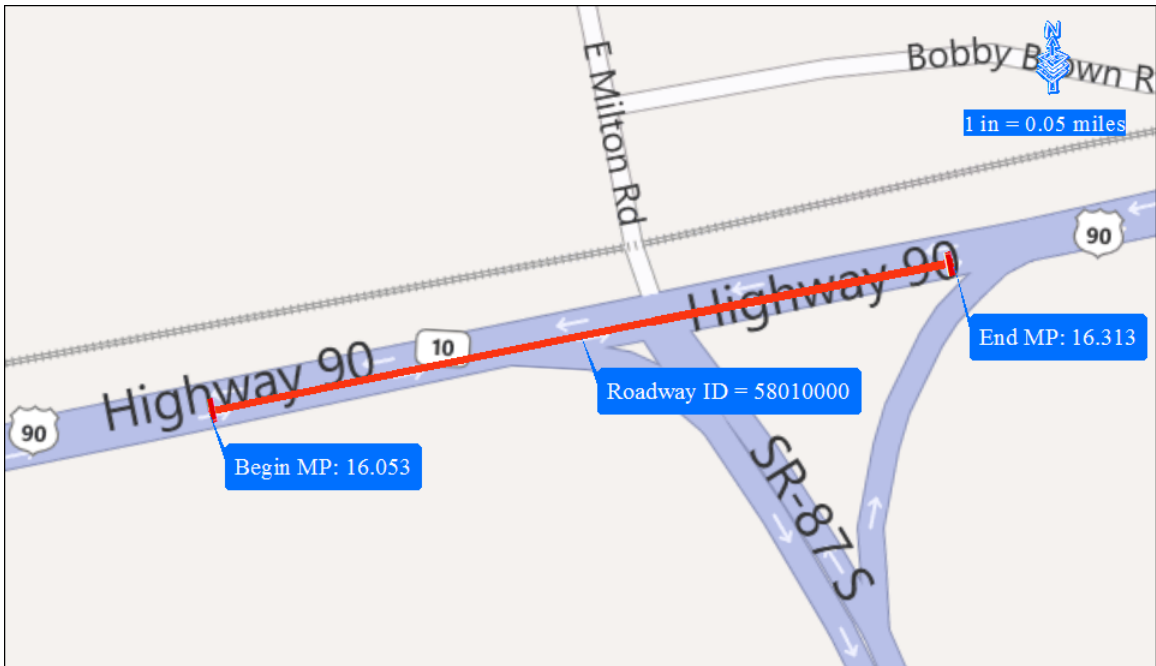 E Milton Rd
Bobby Brown R
N
1 in = 0.05 miles
90
Highway 90
End MP: 16.313
10
Highway 90
Roadway ID = 58010000
90
Begin MP: 16.053
SR-87 S